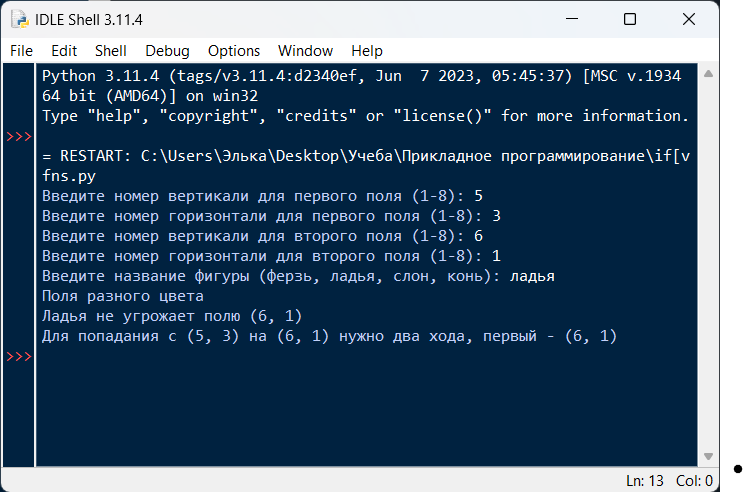 IDLE Shell 3.11.4
File Edit Shell Debug Options Window Help
Python 3.11.4 (tags/v3.11.4:d2340ef, Jun  7 2023, 05:45:37) [MSC v.1934
64 bit (AMD64)] on win32
Type "help", "copyright", "credits" or "license()" for more information.
>>>
= RESTART: C:\Users\Элька\Desktop\Учеба\Прикладное программирование\if[v
fns.py
Введите номер вертикали для первого поля (1-8): 5
Введите номер горизонтали для первого поля (1-8): 3
Введите номер вертикали для второго поля (1-8): 6
Введите номер горизонтали для второго поля (1-8): 1
Введите название фигуры (ферзь, ладья, слон, конь): ладья
Поля разного цвета
Ладья не угрожает полю (6, 1)
Для попадания с (5, 3) на (6, 1) нужно два хода, первый - (6, 1)
>>>
Ln: 13 Col: 0